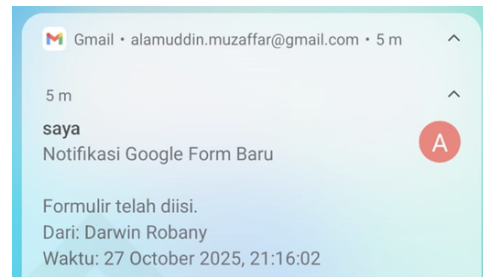 Gmail • alamuddin.muzaffar@gmail.com • 5 m
5 m
saya
A
Notifikasi Google Form Baru
Formulir telah diisi.
Dari: Darwin Robany
Waktu: 27 October 2025, 21:16:02